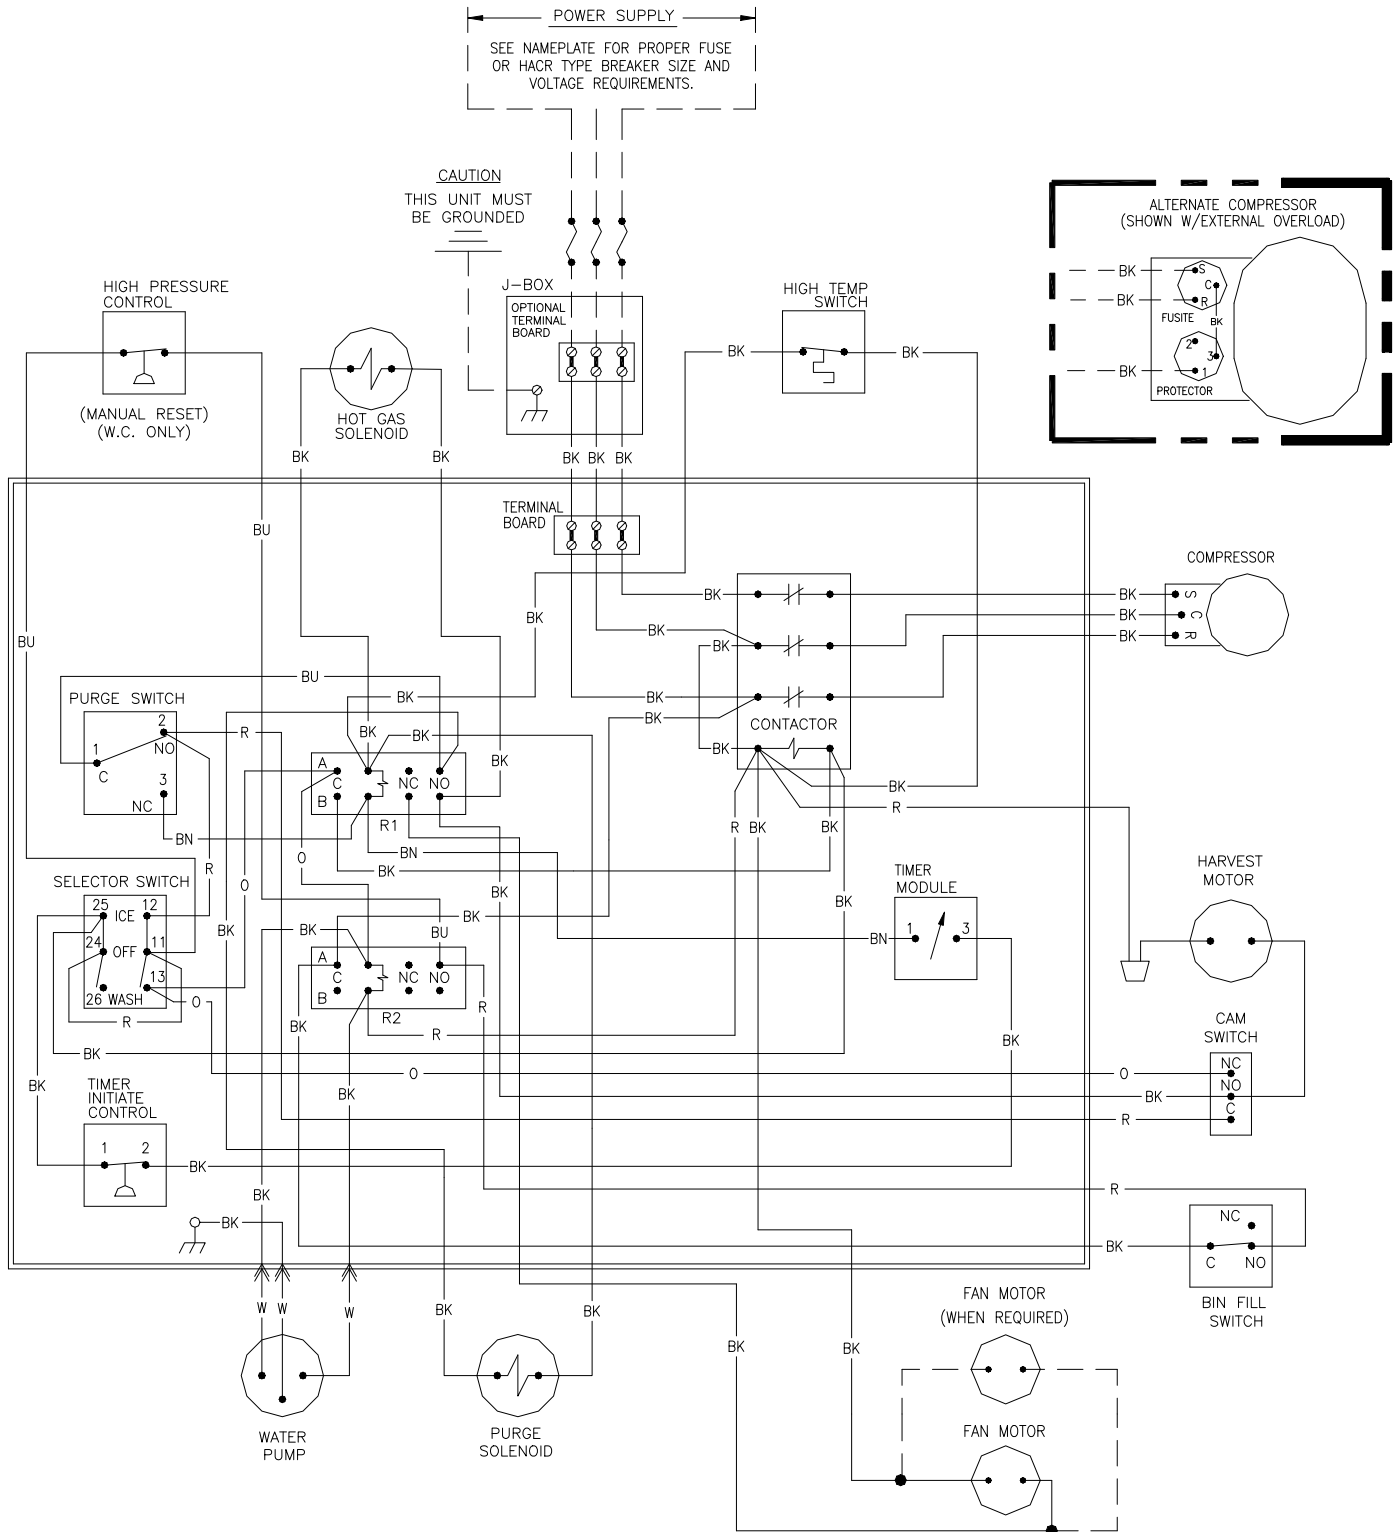 POWER SUPPLY
SEE NAMEPLATE FOR PROPER FUSE
OR HACR TYPE BREAKER SIZE AND
VOLTAGE REQUIREMENTS.
CAUTION
THIS UNIT MUST
BE GROUNDED
ALTERNATE COMPRESSOR
(SHOWN W/EXTERNAL OVERLOAD)
BK
S
C
BK
R
FUSITE
BK
2
3
BK
1
PROTECTOR
HIGH PRESSURE
CONTROL
(MANUAL RESET)
(W.C. ONLY)
HOT GAS
SOLENOID
J-BOX
OPTIONAL
TERMINAL
BOARD
HIGH TEMP
SWITCH
BK
BK
BK
BK
BK BK BK
TERMINAL
BOARD
BU
COMPRESSOR
BK
BK
S
BK
BK
C
BK
BK
R
BU
BK
BU
BK
BK
BK
BK
CONTACTOR
BK
PURGE SWITCH
2
NO
1
C
3
NC
R
BK
BK
BK
A
C
NC
NO
B
R1
BN
BN
BK
BK
R
R
BK
BK
O
R
O
SELECTOR SWITCH
25
ICE
12
24
OFF
11
13
26 WASH
O
R
BK
BK
BK
BK
BU
BK
A
C
NC
NO
B
R2
R
BK
R
TIMER
MODULE
1
3
BN
HARVEST
MOTOR
BK
BK
O
O
CAM
SWITCH
NC
NO
C
BK
R
BK
BK
TIMER
INITIATE
CONTROL
1
2
BK
BK
BK
R
BK
NC
C
NO
BIN FILL
SWITCH
W
W
W
BK
BK
BK
BK
WATER
PUMP
PURGE
SOLENOID
FAN MOTOR
(WHEN REQUIRED)
FAN MOTOR